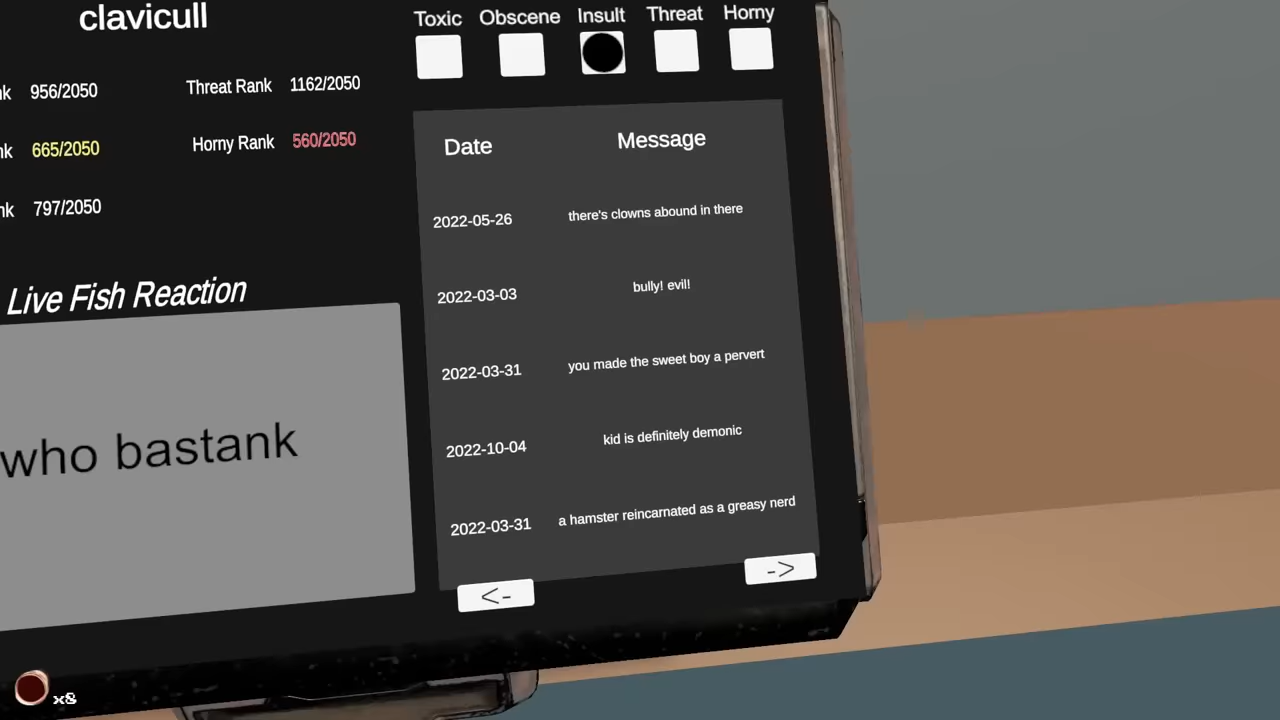 clavicull
Toxic Obscene Insult Threat Horny
nk 956/2050 Threat Rank 1162/2050
nk 665/2050 Horny Rank 560/2050
nk 797/2050
Date Message
2022-05-26 there's clowns abound in there
2022-03-03 bully! evil!
2022-03-31 you made the sweet boy a pervert
2022-10-04 kid is definitely demonic
2022-03-31 a hamster reincarnated as a greasy nerd
<- ->
Live Fish Reaction
who bastank
x8